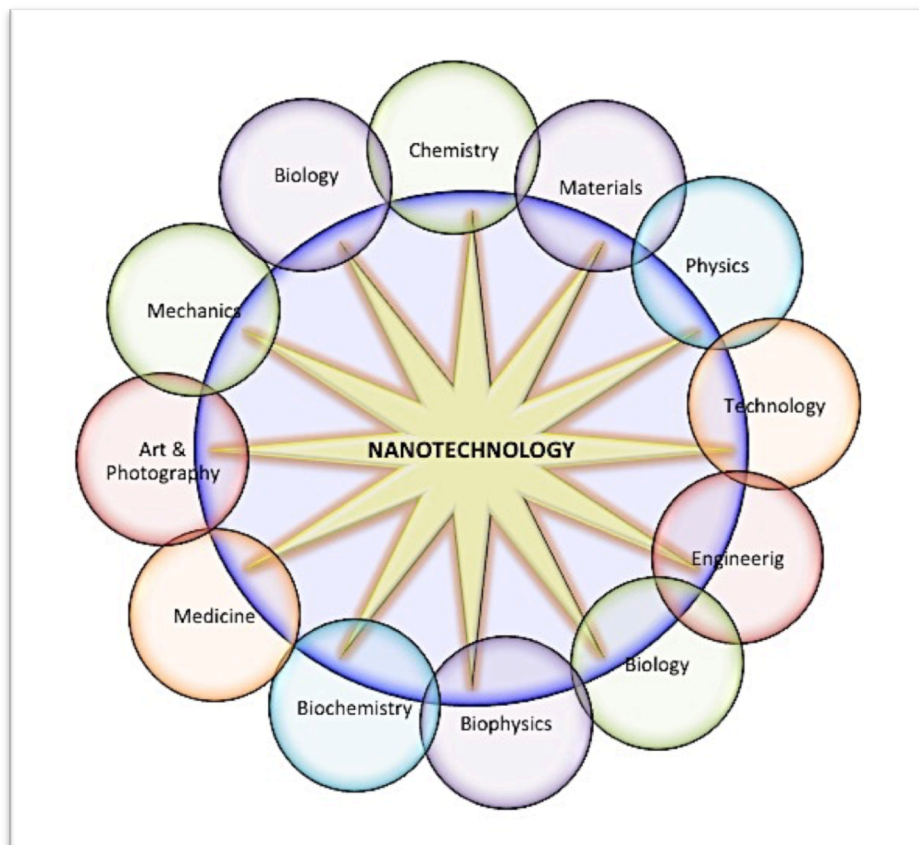 Chemistry
Biology
Materials
Physics
Mechanics
Technology
Art &
Photography
NANOTECHNOLOGY
Engineerig
Medicine
Biology
Biochemistry
Biophysics